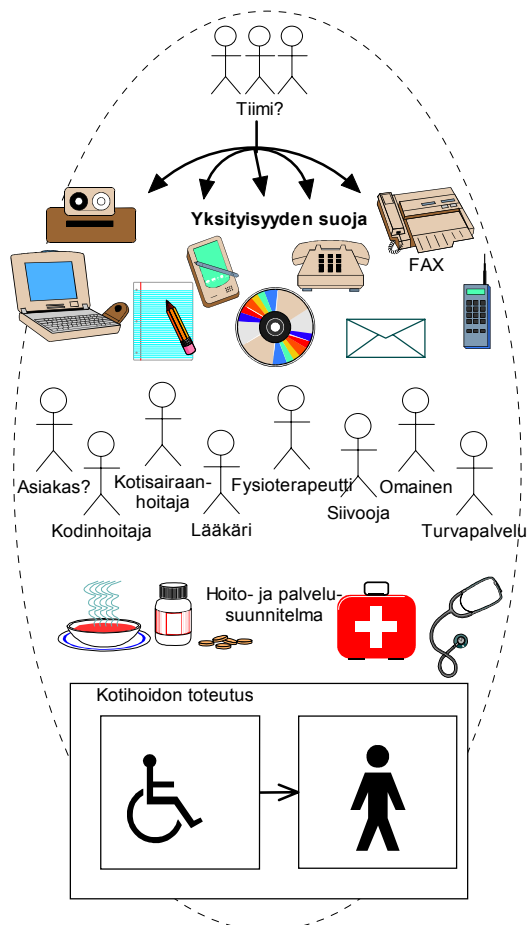 Tiimi?
Yksityisyyden suoja
FAX
Asiakas?
Kodinhoitaja
Kotisairaan-
hoitaja
Lääkäri
Fysioterapeutti
Siivooja
Omainen
Turvapalvelu
Hoito- ja palvelu-
suunnitelma
Kotihoidon toteutus